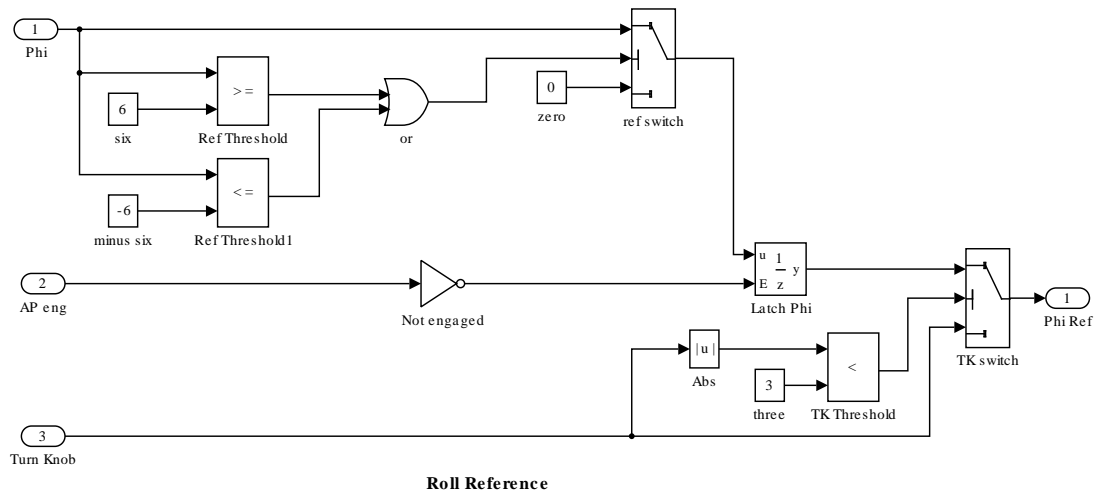 1
Phi
6
six
>=
Ref Threshold
or
0
zero
ref switch
-6
minus six
<=
Ref Threshold1
2
AP eng
Not engaged
u 1 y
E z
Latch Phi
1
Phi Ref
TK switch
|u|
Abs
3
three
<
TK Threshold
3
Turn Knob
Roll Reference